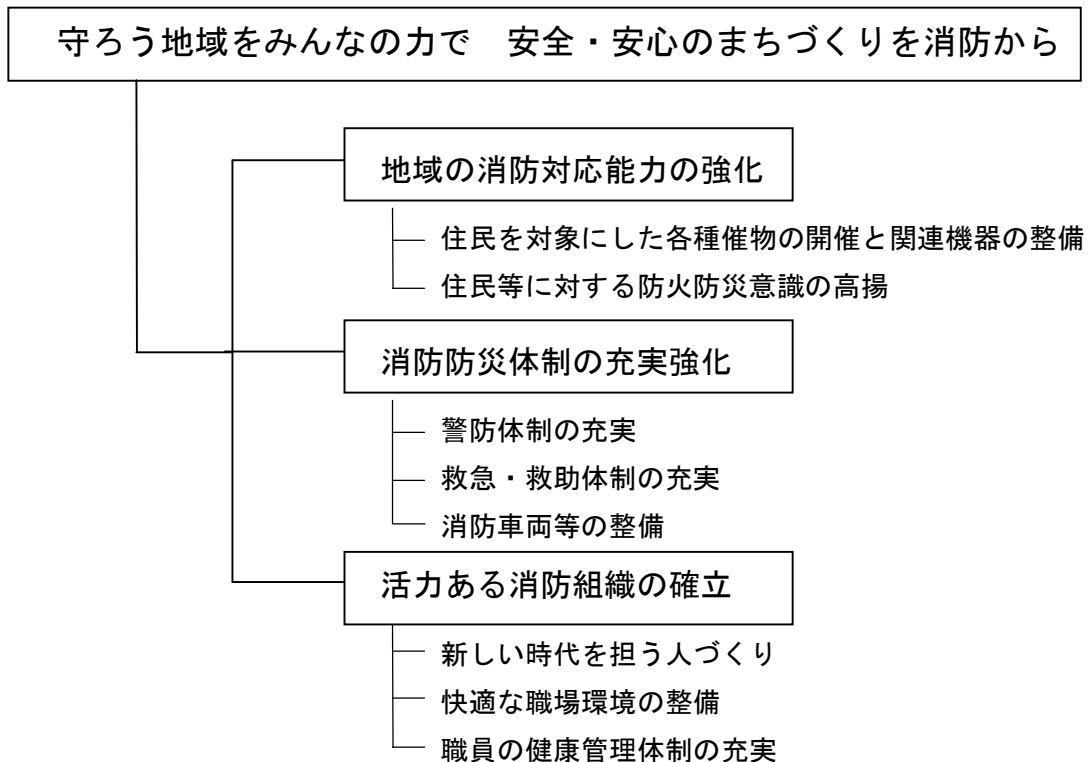 守ろう地域をみんなの力で　安全・安心のまちづくりを消防から
地域の消防対応能力の強化
住民を対象にした各種催物の開催と関連機器の整備
住民等に対する防火防災意識の高揚
消防防災体制の充実強化
警防体制の充実
救急・救助体制の充実
消防車両等の整備
活力ある消防組織の確立
新しい時代を担う人づくり
快適な職場環境の整備
職員の健康管理体制の充実